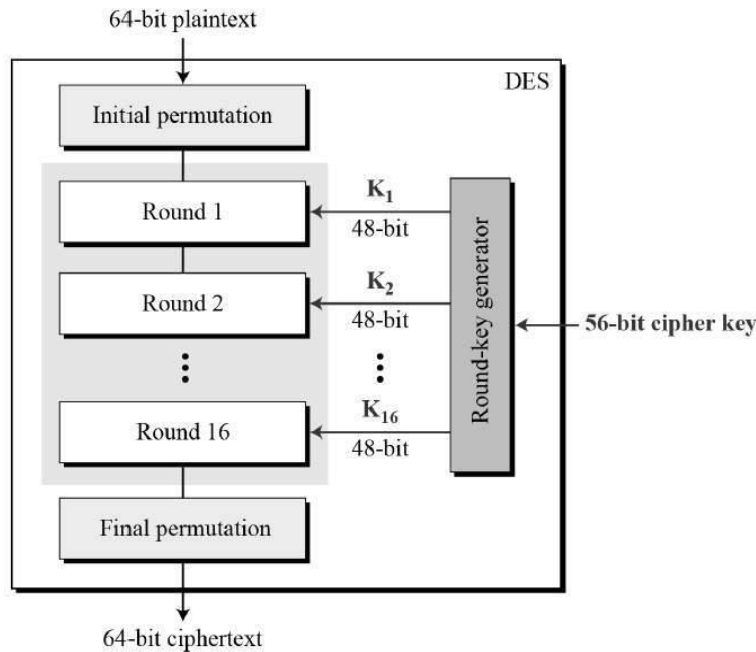 64-bit plaintext
DES
Initial permutation
Round 1
K1
48-bit
Round 2
K2
48-bit
Round 16
K16
48-bit
Round-key generator
56-bit cipher key
Final permutation
64-bit ciphertext